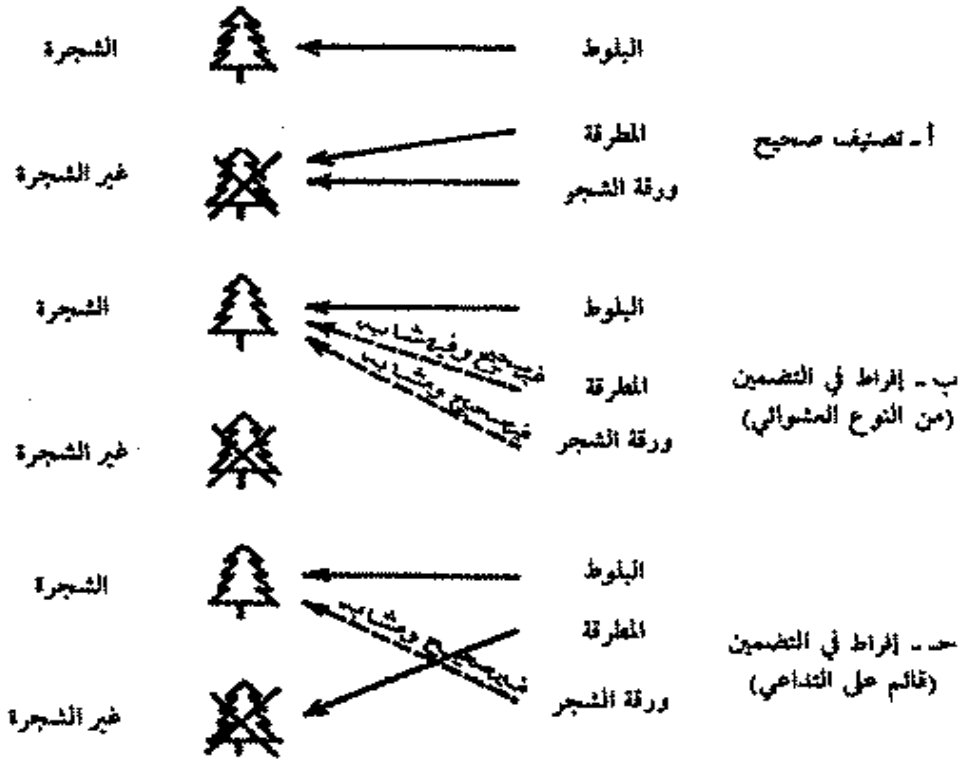 البلوط
الشجرة
أ - تصنيف صحيح
المطرقة
ورقة الشجر
غير الشجرة
البلوط
الشجرة
ب - إفراط في التضمين
(من النوع العشوائي)
المطرقة
ورقة الشجر
غير الشجرة
البلوط
الشجرة
حـ - إفراط في التضمين
(قائم على التداعي)
المطرقة
ورقة الشجر
غير الشجرة